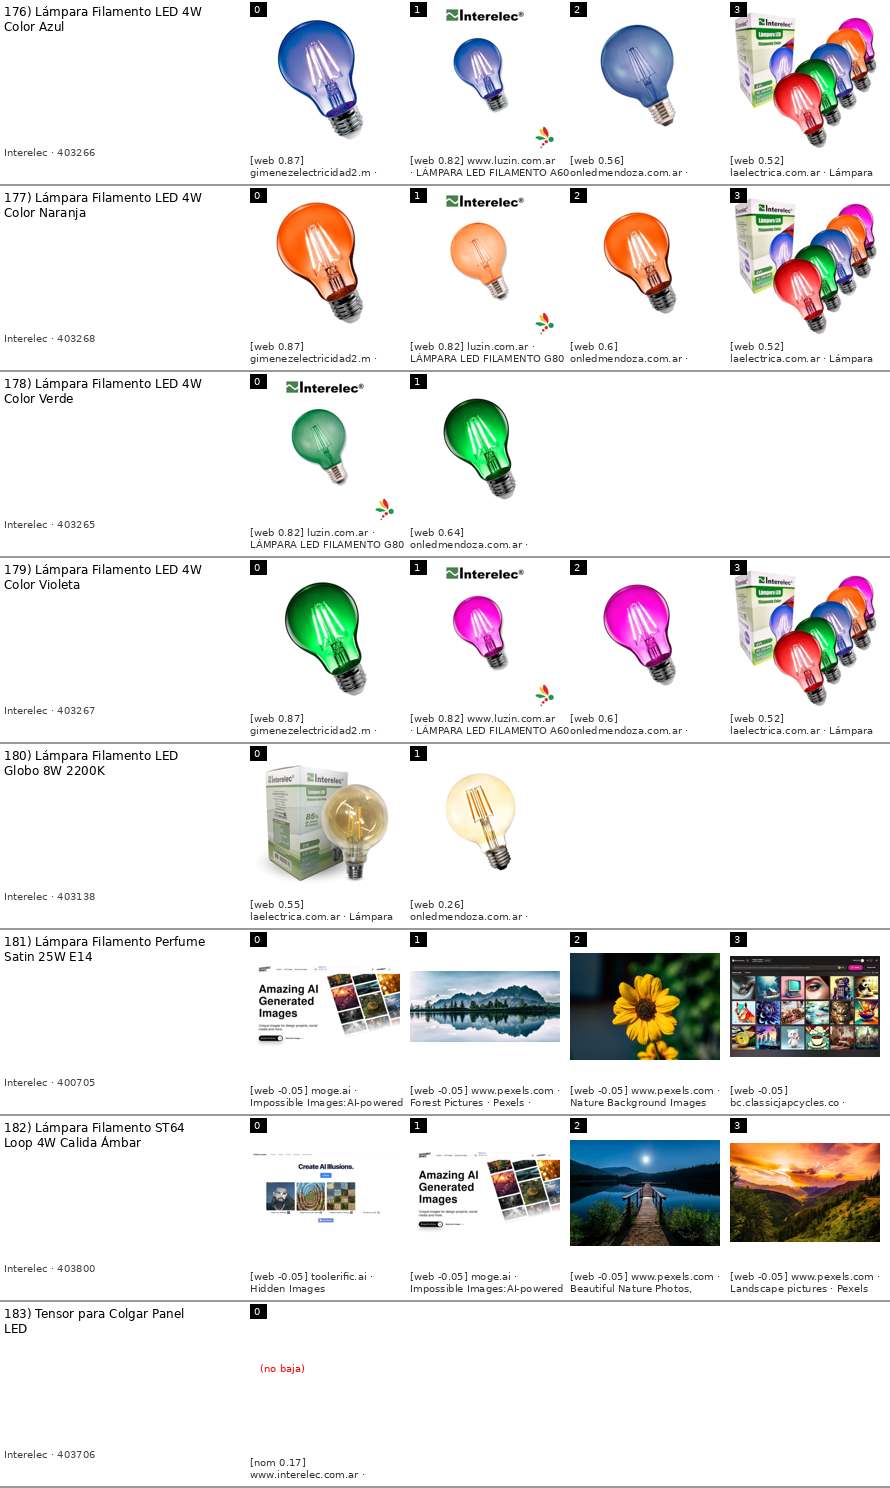 176) Lámpara Filamento LED 4W
Color Azul
Interelec · 403266
0
[web 0.87]
gimenezelectricidad2.m ·
1
Interelec®
[web 0.82] www.luzin.com.ar
· LÁMPARA LED FILAMENTO A60
2
[web 0.56]
onledmendoza.com.ar ·
3
Interelec®
Lámpara LED
[web 0.52]
laelectrica.com.ar · Lámpara
177) Lámpara Filamento LED 4W
Color Naranja
Interelec · 403268
0
[web 0.87]
gimenezelectricidad2.m ·
1
Interelec®
[web 0.82] luzin.com.ar ·
LÁMPARA LED FILAMENTO G80
2
[web 0.6]
onledmendoza.com.ar ·
3
Interelec®
Lámpara LED
[web 0.52]
laelectrica.com.ar · Lámpara
178) Lámpara Filamento LED 4W
Color Verde
Interelec · 403265
0
Interelec®
[web 0.82] luzin.com.ar ·
LÁMPARA LED FILAMENTO G80
1
[web 0.64]
onledmendoza.com.ar ·
179) Lámpara Filamento LED 4W
Color Violeta
Interelec · 403267
0
[web 0.87]
gimenezelectricidad2.m ·
1
Interelec®
[web 0.82] www.luzin.com.ar
· LÁMPARA LED FILAMENTO A60
2
[web 0.6]
onledmendoza.com.ar ·
3
Interelec®
Lámpara LED
[web 0.52]
laelectrica.com.ar · Lámpara
180) Lámpara Filamento LED
Globo 8W 2200K
Interelec · 403138
0
Interelec®
Interelec®
[web 0.55]
laelectrica.com.ar · Lámpara
1
[web 0.26]
onledmendoza.com.ar ·
181) Lámpara Filamento Perfume
Satin 25W E14
Interelec · 400705
0
Amazing AI
Generated
Images
[web -0.05] moge.ai ·
Impossible Images:AI-powered
1
[web -0.05] www.pexels.com ·
Forest Pictures · Pexels ·
2
[web -0.05] www.pexels.com ·
Nature Background Images
3
[web -0.05]
bc.classicjapcycles.co ·
182) Lámpara Filamento ST64
Loop 4W Calida Ámbar
Interelec · 403800
0
Create AI Illusions.
[web -0.05] toolerific.ai ·
Hidden Images
1
Amazing AI
Generated
Images
[web -0.05] moge.ai ·
Impossible Images:AI-powered
2
[web -0.05] www.pexels.com ·
Beautiful Nature Photos,
3
[web -0.05] www.pexels.com ·
Landscape pictures · Pexels
183) Tensor para Colgar Panel
LED
Interelec · 403706
0
(no baja)
[nom 0.17]
www.interelec.com.ar ·